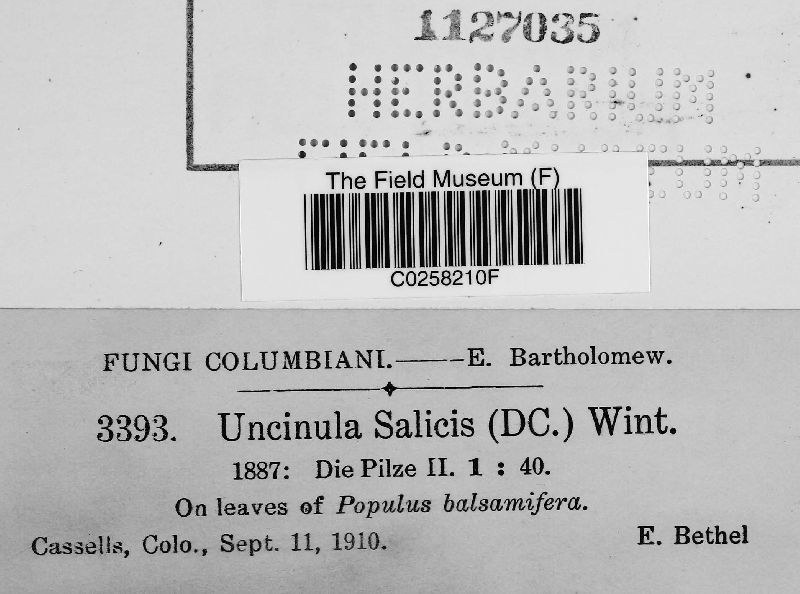 1127035
HERBARIUM
The Field Museum (F)
C0258210F
FUNGI COLUMBIANI.——E. Bartholomew.
3393. Uncinula Salicis (DC.) Wint.
1887: Die Pilze II. 1 : 40.
On leaves of Populus balsamifera.
Cassells, Colo., Sept. 11, 1910. E. Bethel